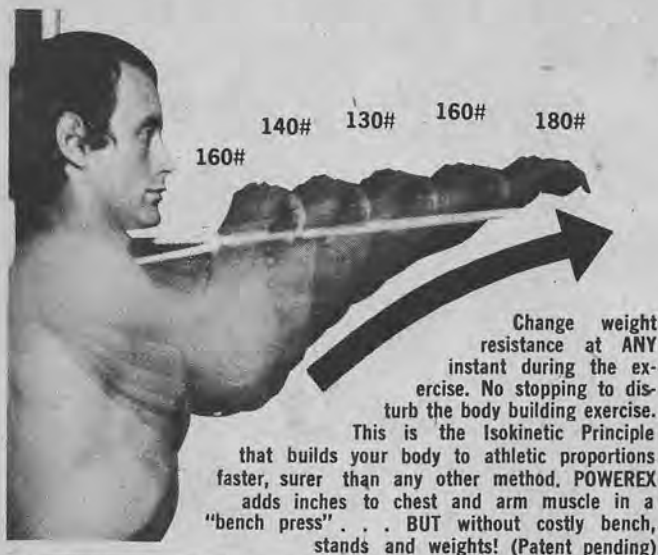 160# 140# 130# 160# 180#
Change weight
resistance at ANY
instant during the ex-
ercise. No stopping to dis-
turb the body building exercise.
This is the Isokinetic Principle
that builds your body to athletic proportions
faster, surer than any other method. POWEREX
adds inches to chest and arm muscle in a
"bench press" . . . BUT without costly bench,
stands and weights! (Patent pending)